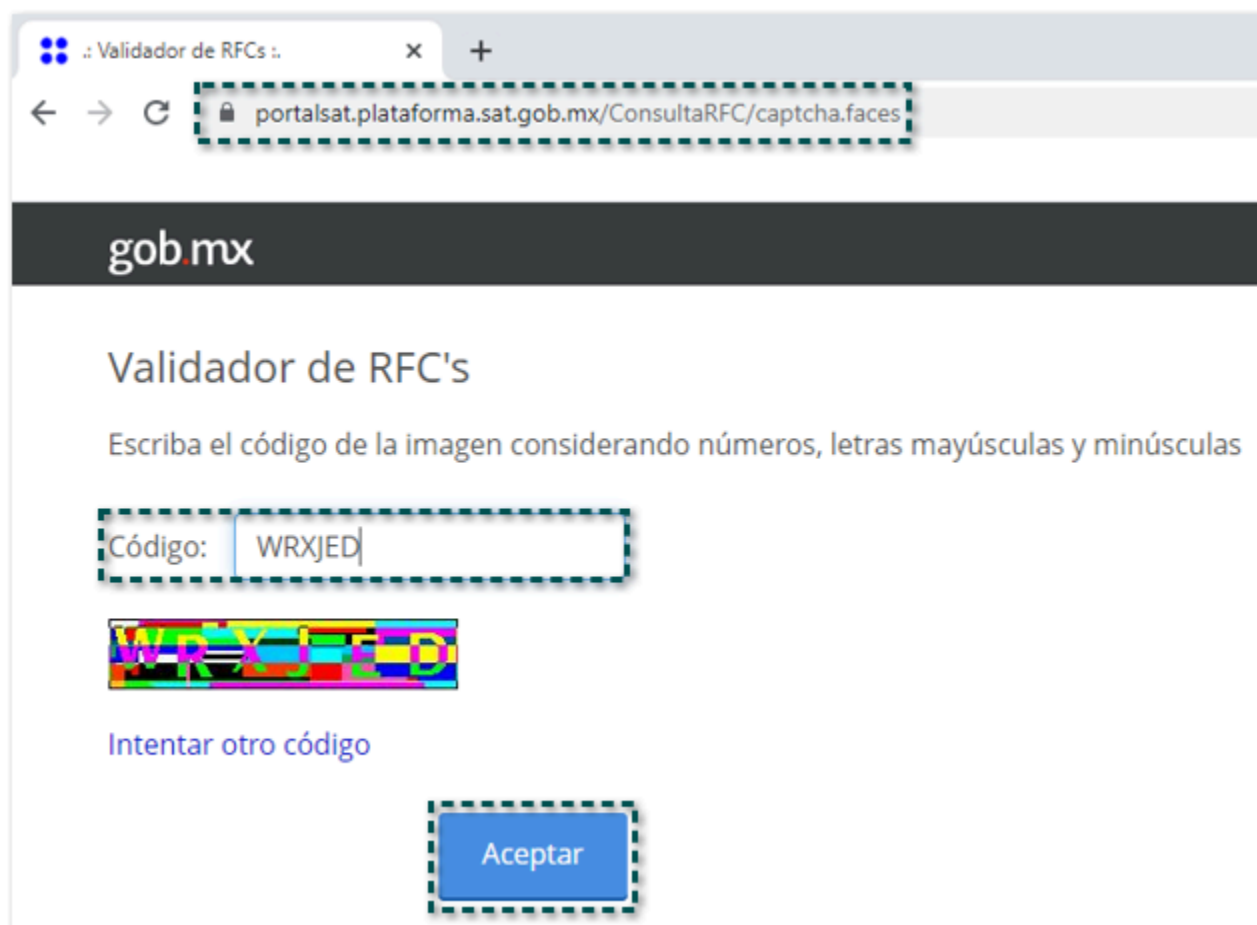 .: Validador de RFCs :.
portalsat.plataforma.sat.gob.mx/ConsultaRFC/captcha.faces
gob.mx
Validador de RFC's
Escriba el código de la imagen considerando números, letras mayúsculas y minúsculas
Código: WRXJED
WRXJED
Intentar otro código
Aceptar